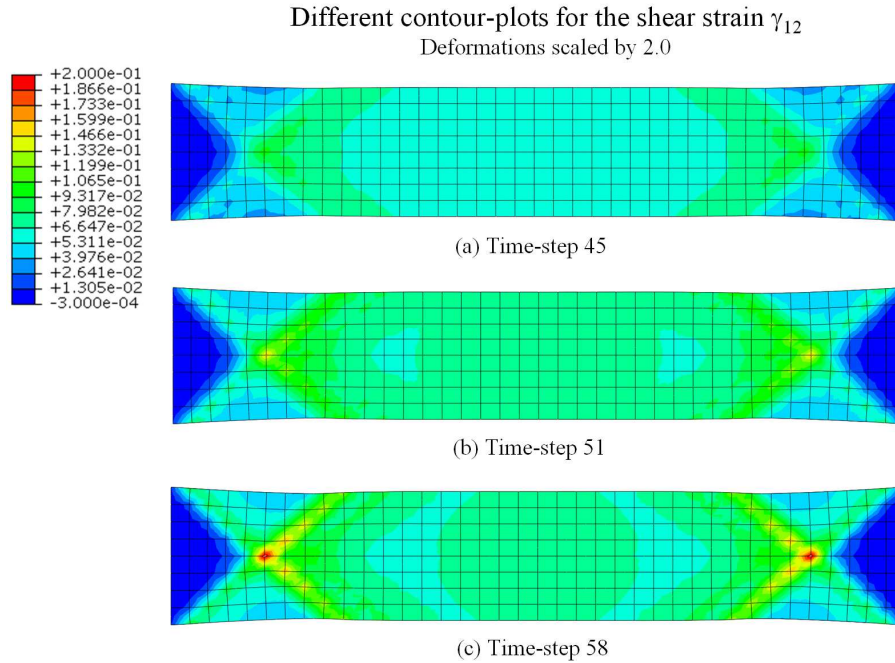 Different contour-plots for the shear strain γ12
Deformations scaled by 2.0
+2.000e-01
+1.866e-01
+1.733e-01
+1.599e-01
+1.466e-01
+1.332e-01
+1.199e-01
+1.065e-01
+9.317e-02
+7.982e-02
+6.646e-02
+5.311e-02
+3.976e-02
+2.641e-02
+1.305e-02
-3.000e-04
(a) Time-step 45
(b) Time-step 51
(c) Time-step 58